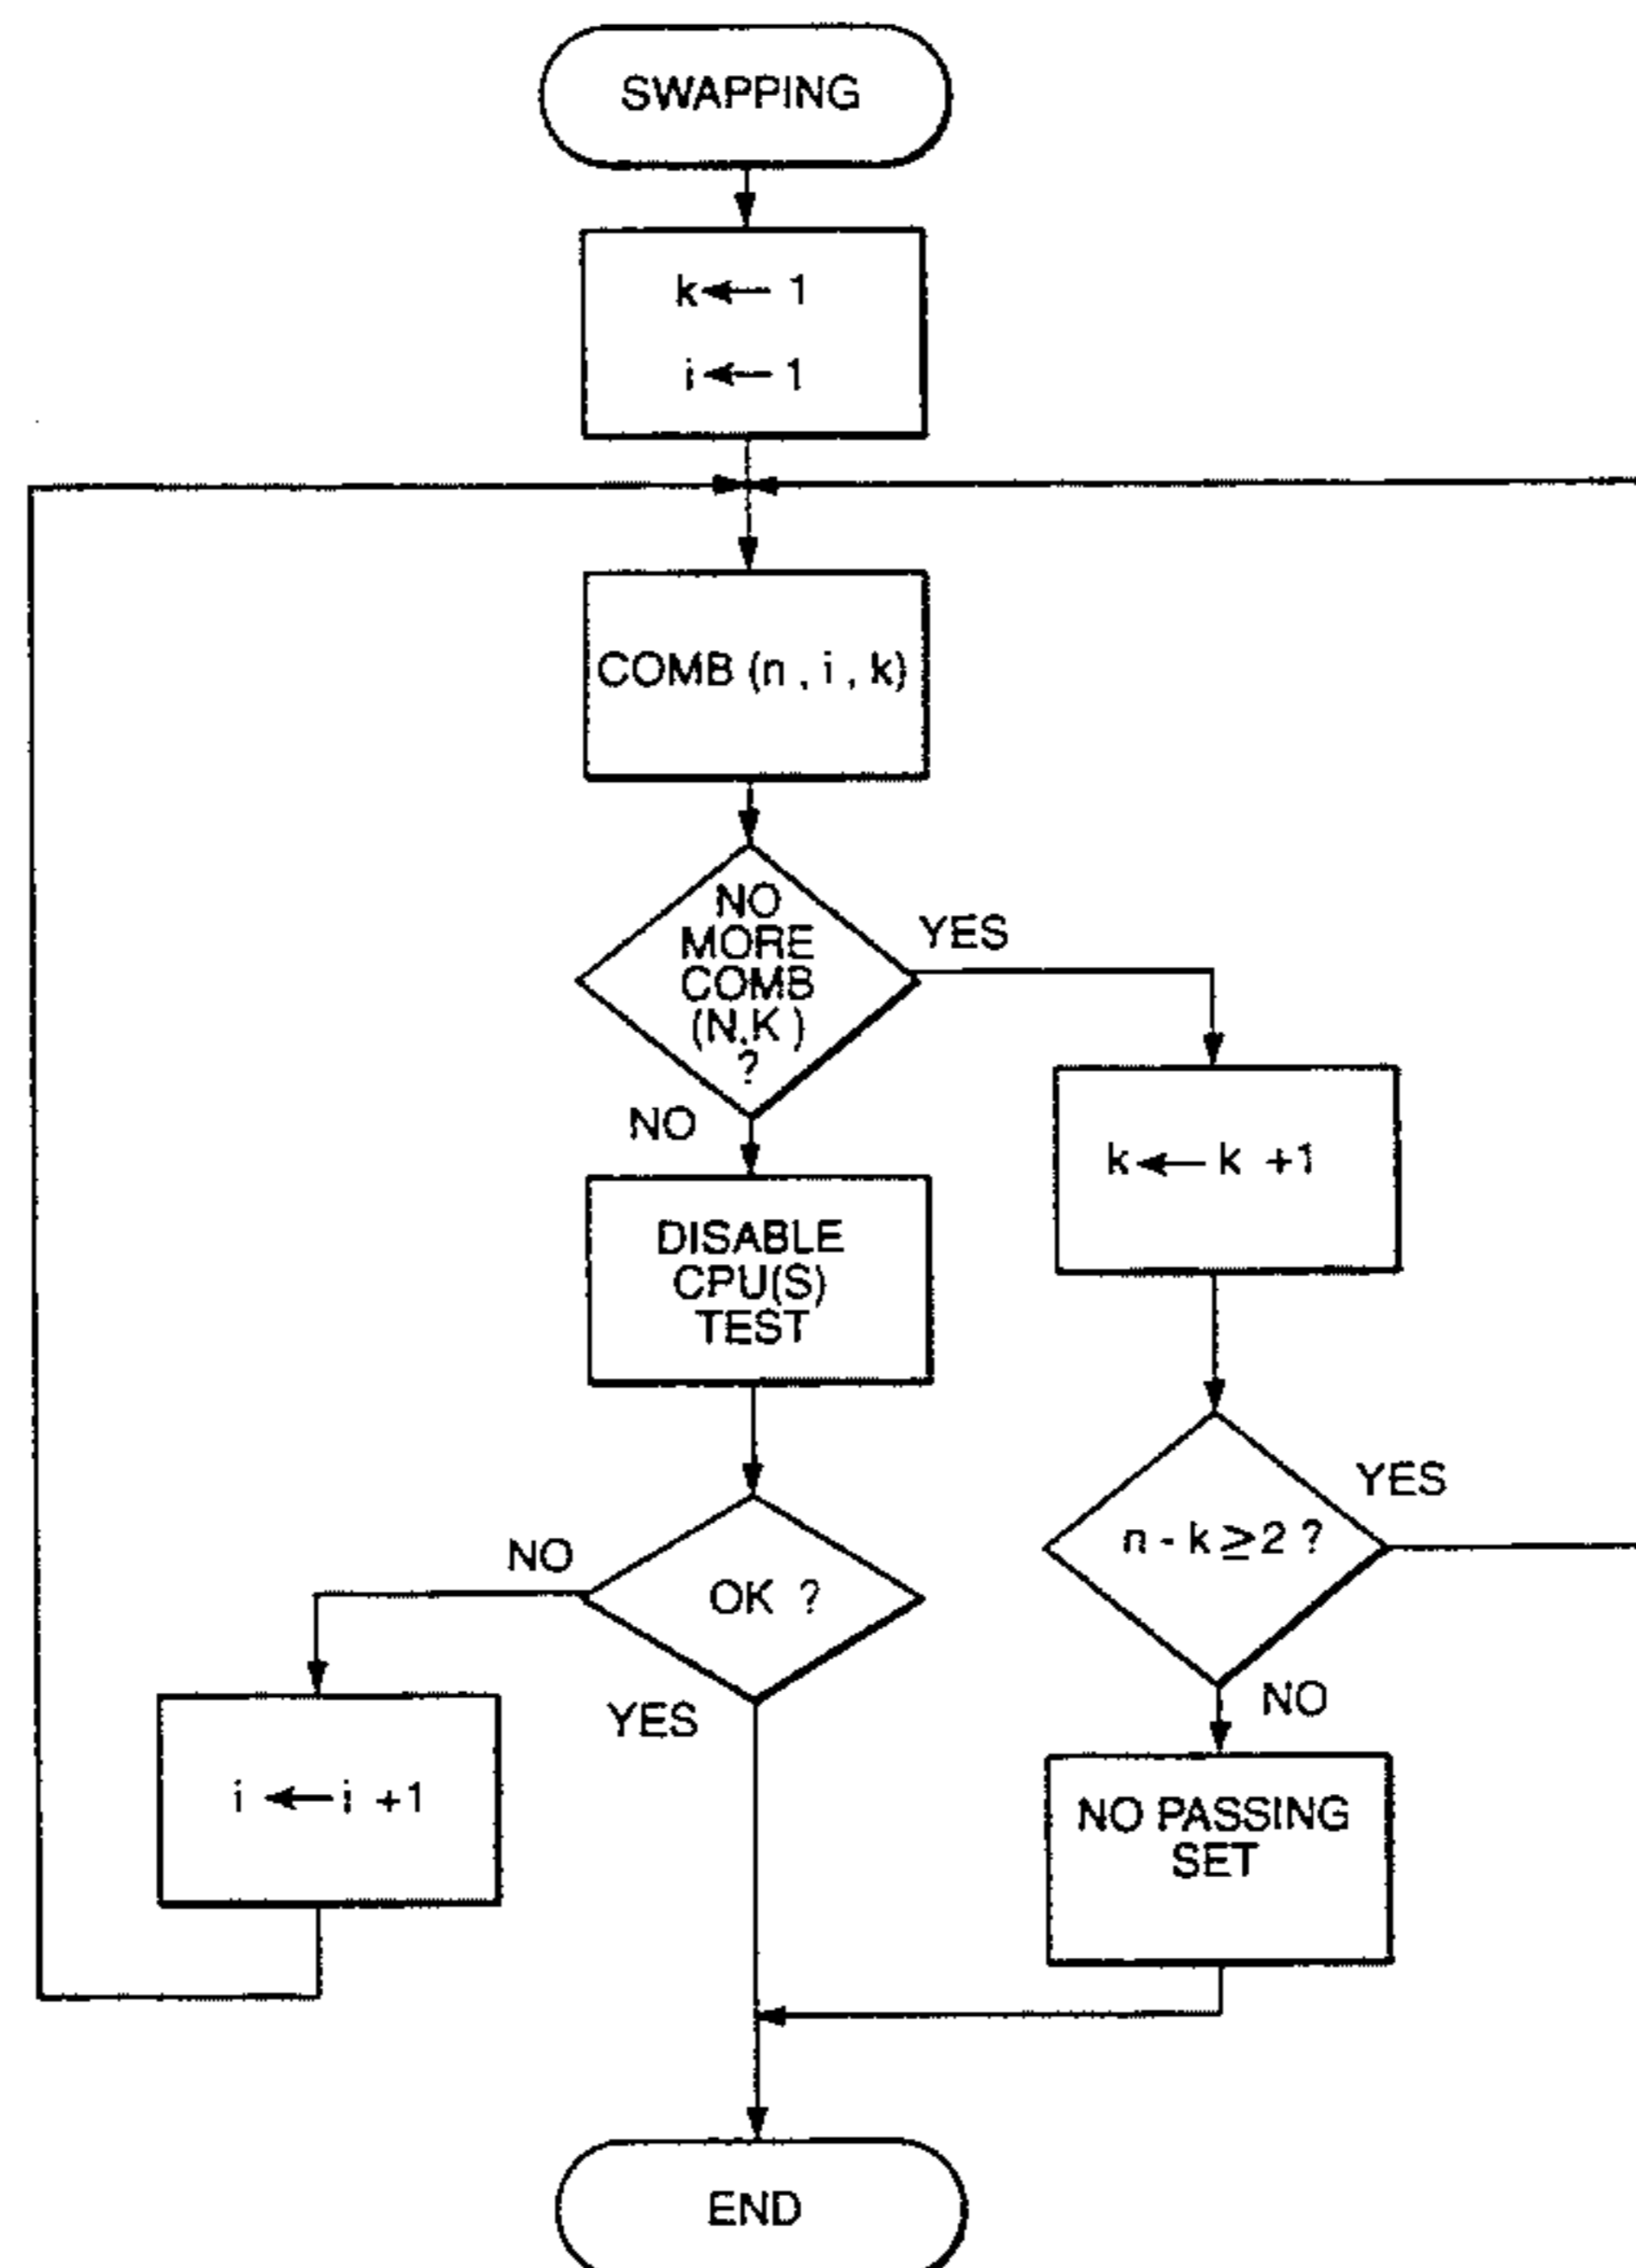 SWAPPING
k ← 1
i ← 1
COMB (n , i , k)
NO
MORE
COMB
(N,K)
?
YES
NO
k ← k +1
DISABLE
CPU(S)
TEST
n - k ≥ 2 ?
YES
NO
OK ?
NO
YES
i ← i +1
NO PASSING
SET
END